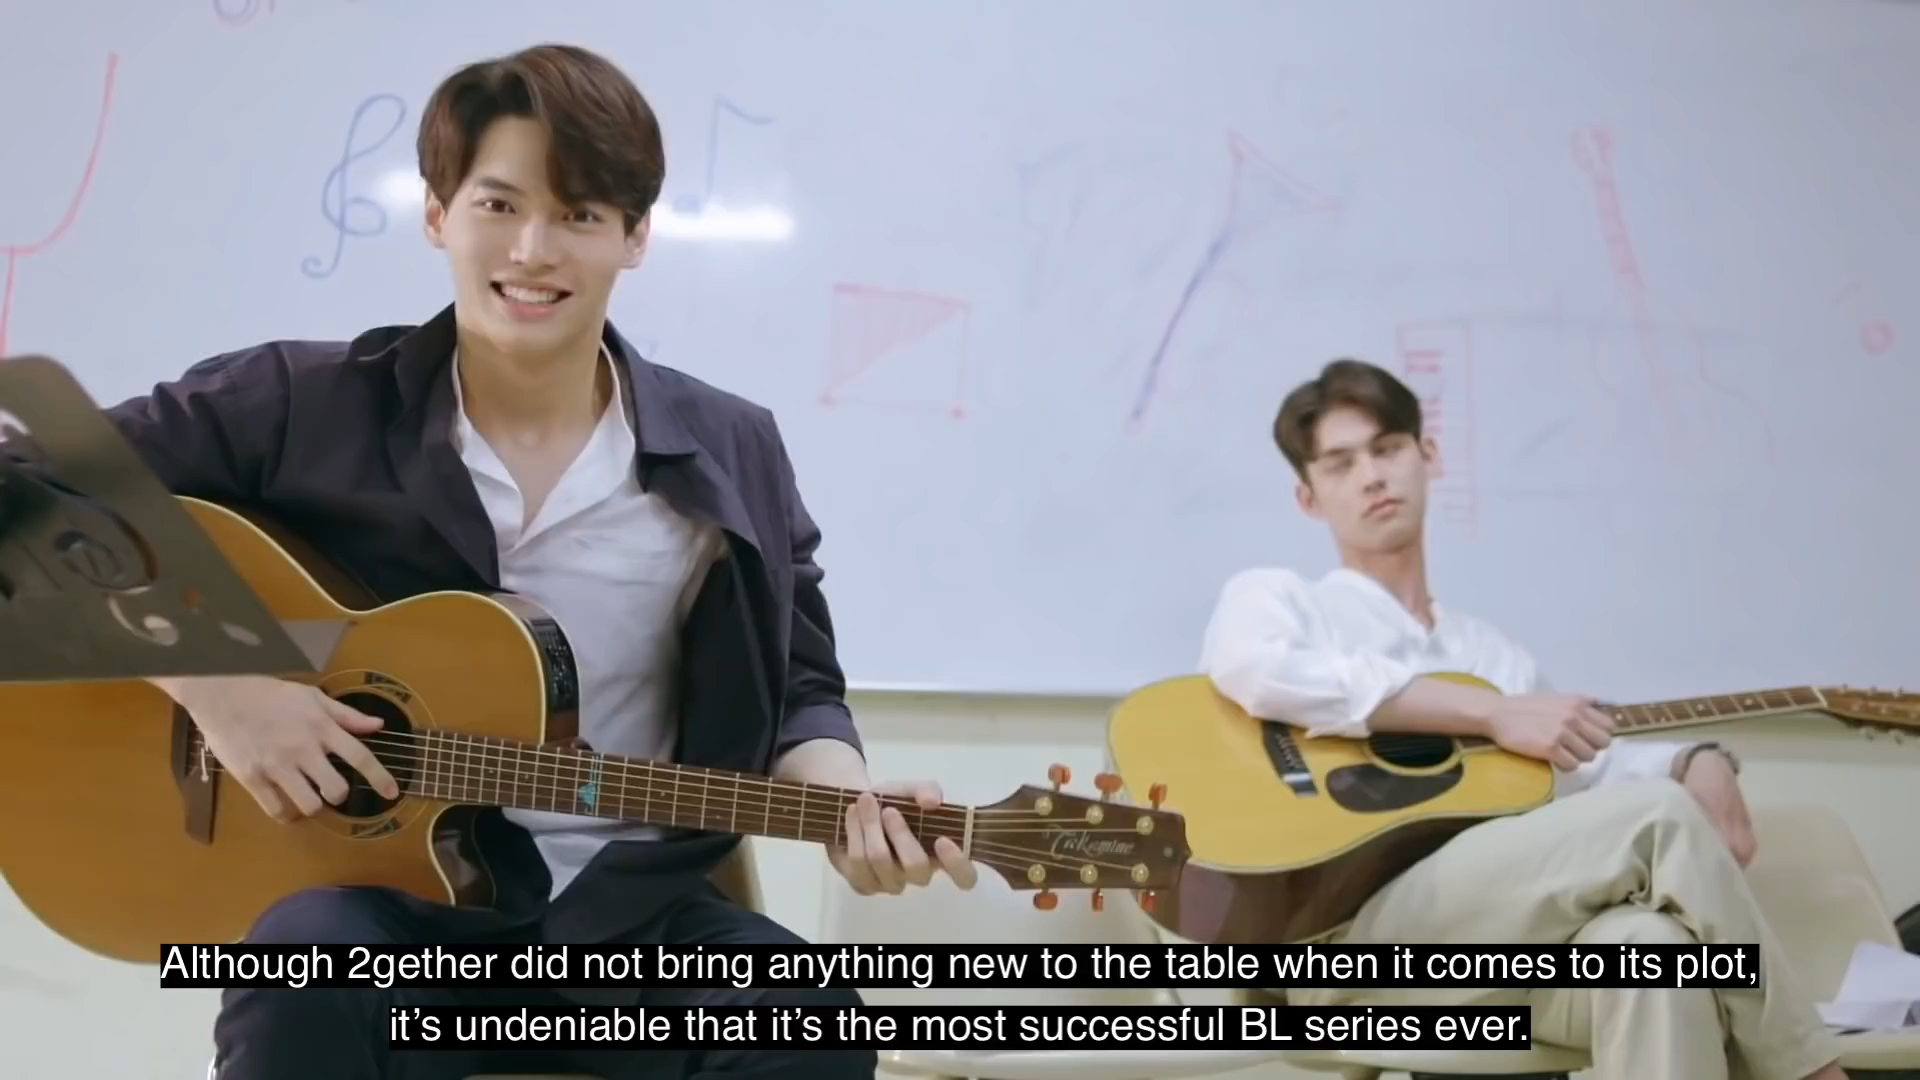 Takamine
Although 2gether did not bring anything new to the table when it comes to its plot,
it's undeniable that it's the most successful BL series ever.